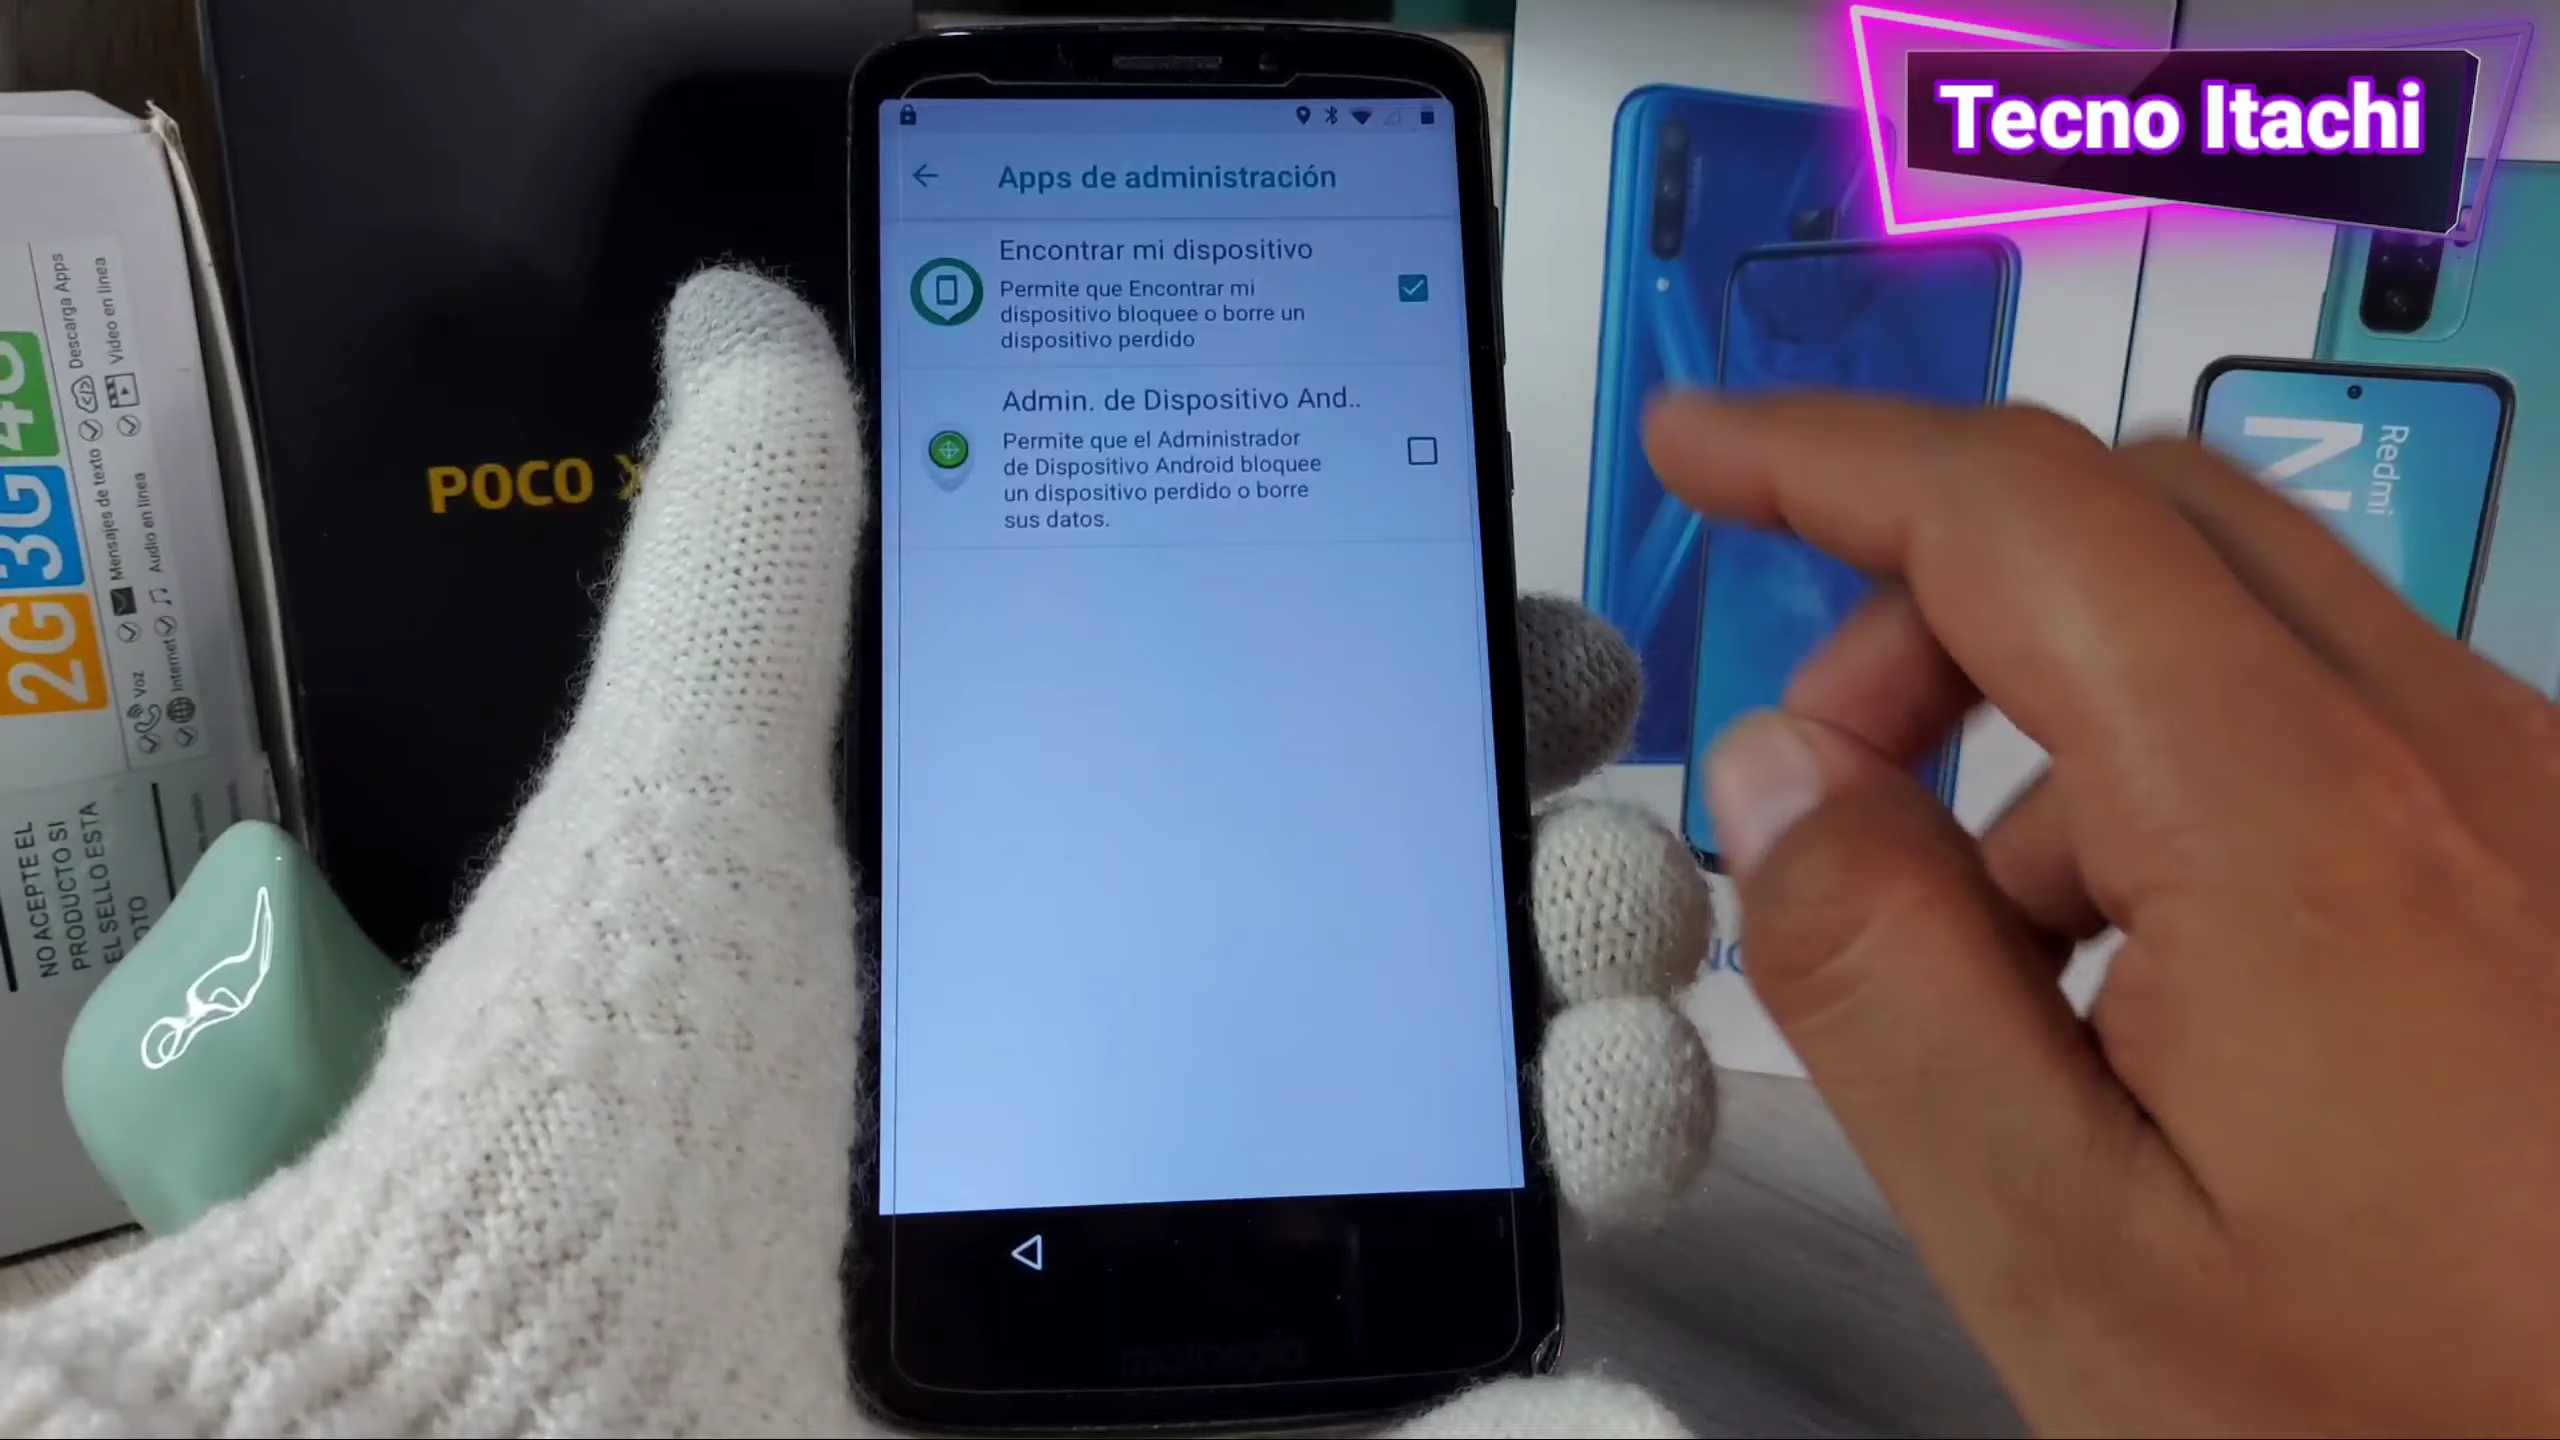 Tecno Itachi
Apps de administración
Encontrar mi dispositivo
Permite que Encontrar mi
dispositivo bloquee o borre un
dispositivo perdido
Admin. de Dispositivo And..
Permite que el Administrador
de Dispositivo Android bloquee
un dispositivo perdido o borre
sus datos.
motorola
POCO X
2G 3G 4G
Voz
Mensajes de texto
Descarga Apps
Internet
Audio en línea
Video en línea
NO ACEPTE EL
PRODUCTO SI
EL SELLO ESTA
Redmi
N